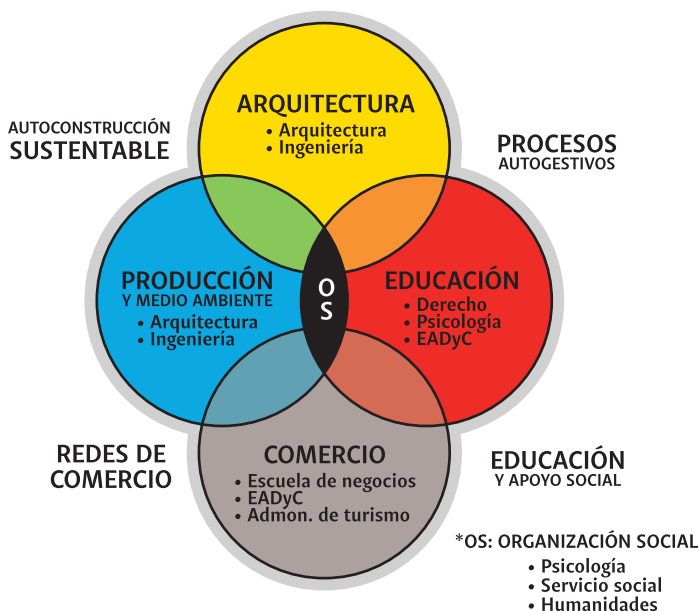 ARQUITECTURA
• Arquitectura
• Ingeniería
AUTOCONSTRUCCIÓN
SUSTENTABLE
PROCESOS
AUTOGESTIVOS
PRODUCCIÓN
Y MEDIO AMBIENTE
• Arquitectura
• Ingeniería
O
S
EDUCACIÓN
• Derecho
• Psicología
• EADyC
REDES DE
COMERCIO
COMERCIO
• Escuela de negocios
• EADyC
• Admon. de turismo
EDUCACIÓN
Y APOYO SOCIAL
*OS: ORGANIZACIÓN SOCIAL
• Psicología
• Servicio social
• Humanidades